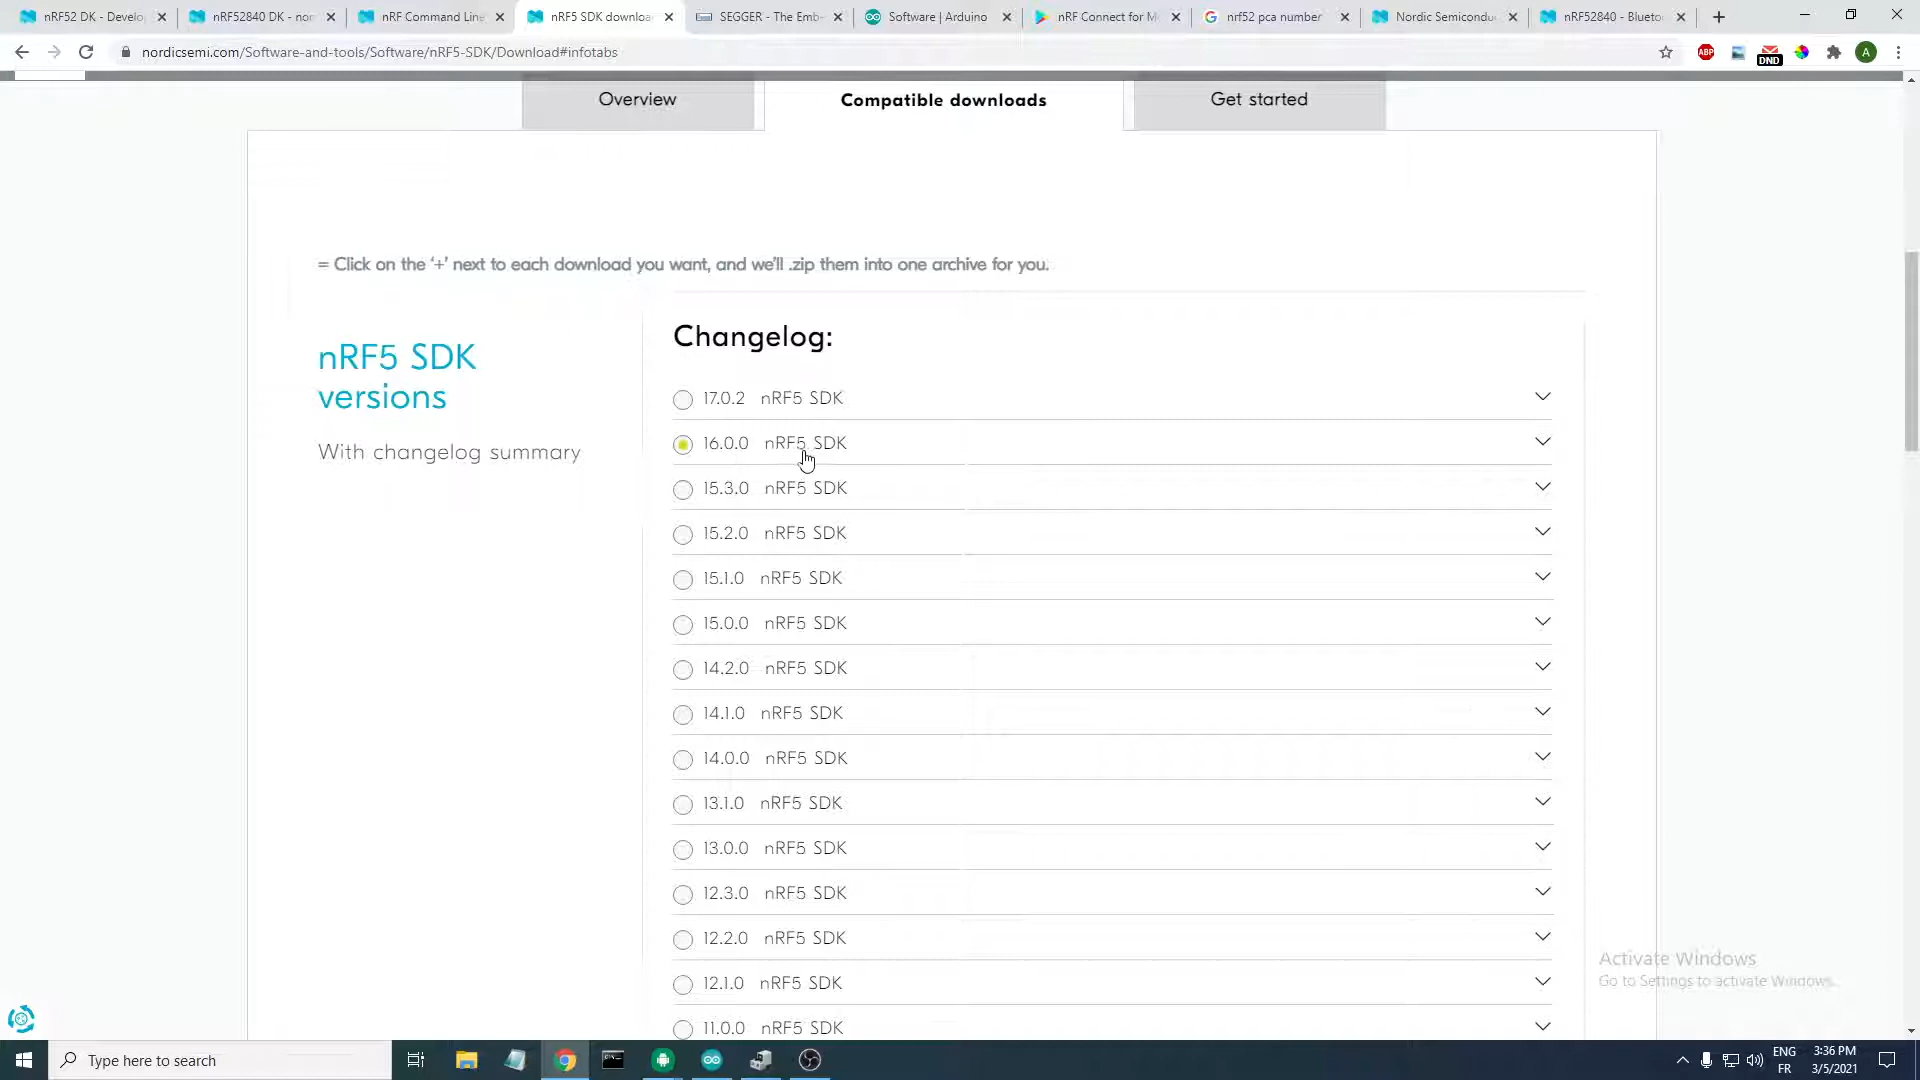 nRF52 DK - Develo
nRF52840 DK - nor
nRF Command Line
nRF5 SDK downloa
SEGGER - The Emb
Software | Arduino
nRF Connect for M
nrf52 pca number
Nordic Semicondu
nRF52840 - Blueto
nordicsemi.com/Software-and-tools/Software/nRF5-SDK/Download#infotabs
ABP
DND
A
Overview
Compatible downloads
Get started
= Click on the ‘+’ next to each download you want, and we’ll .zip them into one archive for you.
nRF5 SDK
versions
With changelog summary
Changelog:
17.0.2 nRF5 SDK
16.0.0 nRF5 SDK
15.3.0 nRF5 SDK
15.2.0 nRF5 SDK
15.1.0 nRF5 SDK
15.0.0 nRF5 SDK
14.2.0 nRF5 SDK
14.1.0 nRF5 SDK
14.0.0 nRF5 SDK
13.1.0 nRF5 SDK
13.0.0 nRF5 SDK
12.3.0 nRF5 SDK
12.2.0 nRF5 SDK
12.1.0 nRF5 SDK
11.0.0 nRF5 SDK
Activate Windows
Go to Settings to activate Windows.
Type here to search
ENG
FR
3:36 PM
3/5/2021